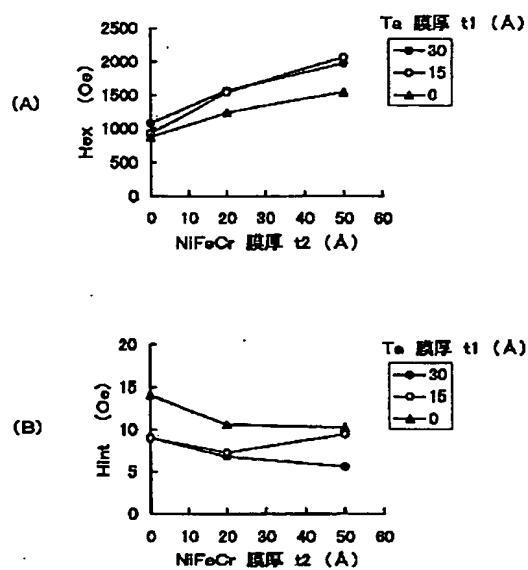 (A)
Ta 膜厚 t1 (Å)
30
15
0
Hex (Oe)
2500
2000
1500
1000
500
0
0 10 20 30 40 50 60
NiFeCr 膜厚 t2 (Å)
(B)
Ta 膜厚 t1 (Å)
30
15
0
Hint (Oe)
20
15
10
5
0
0 10 20 30 40 50 60
NiFeCr 膜厚 t2 (Å)